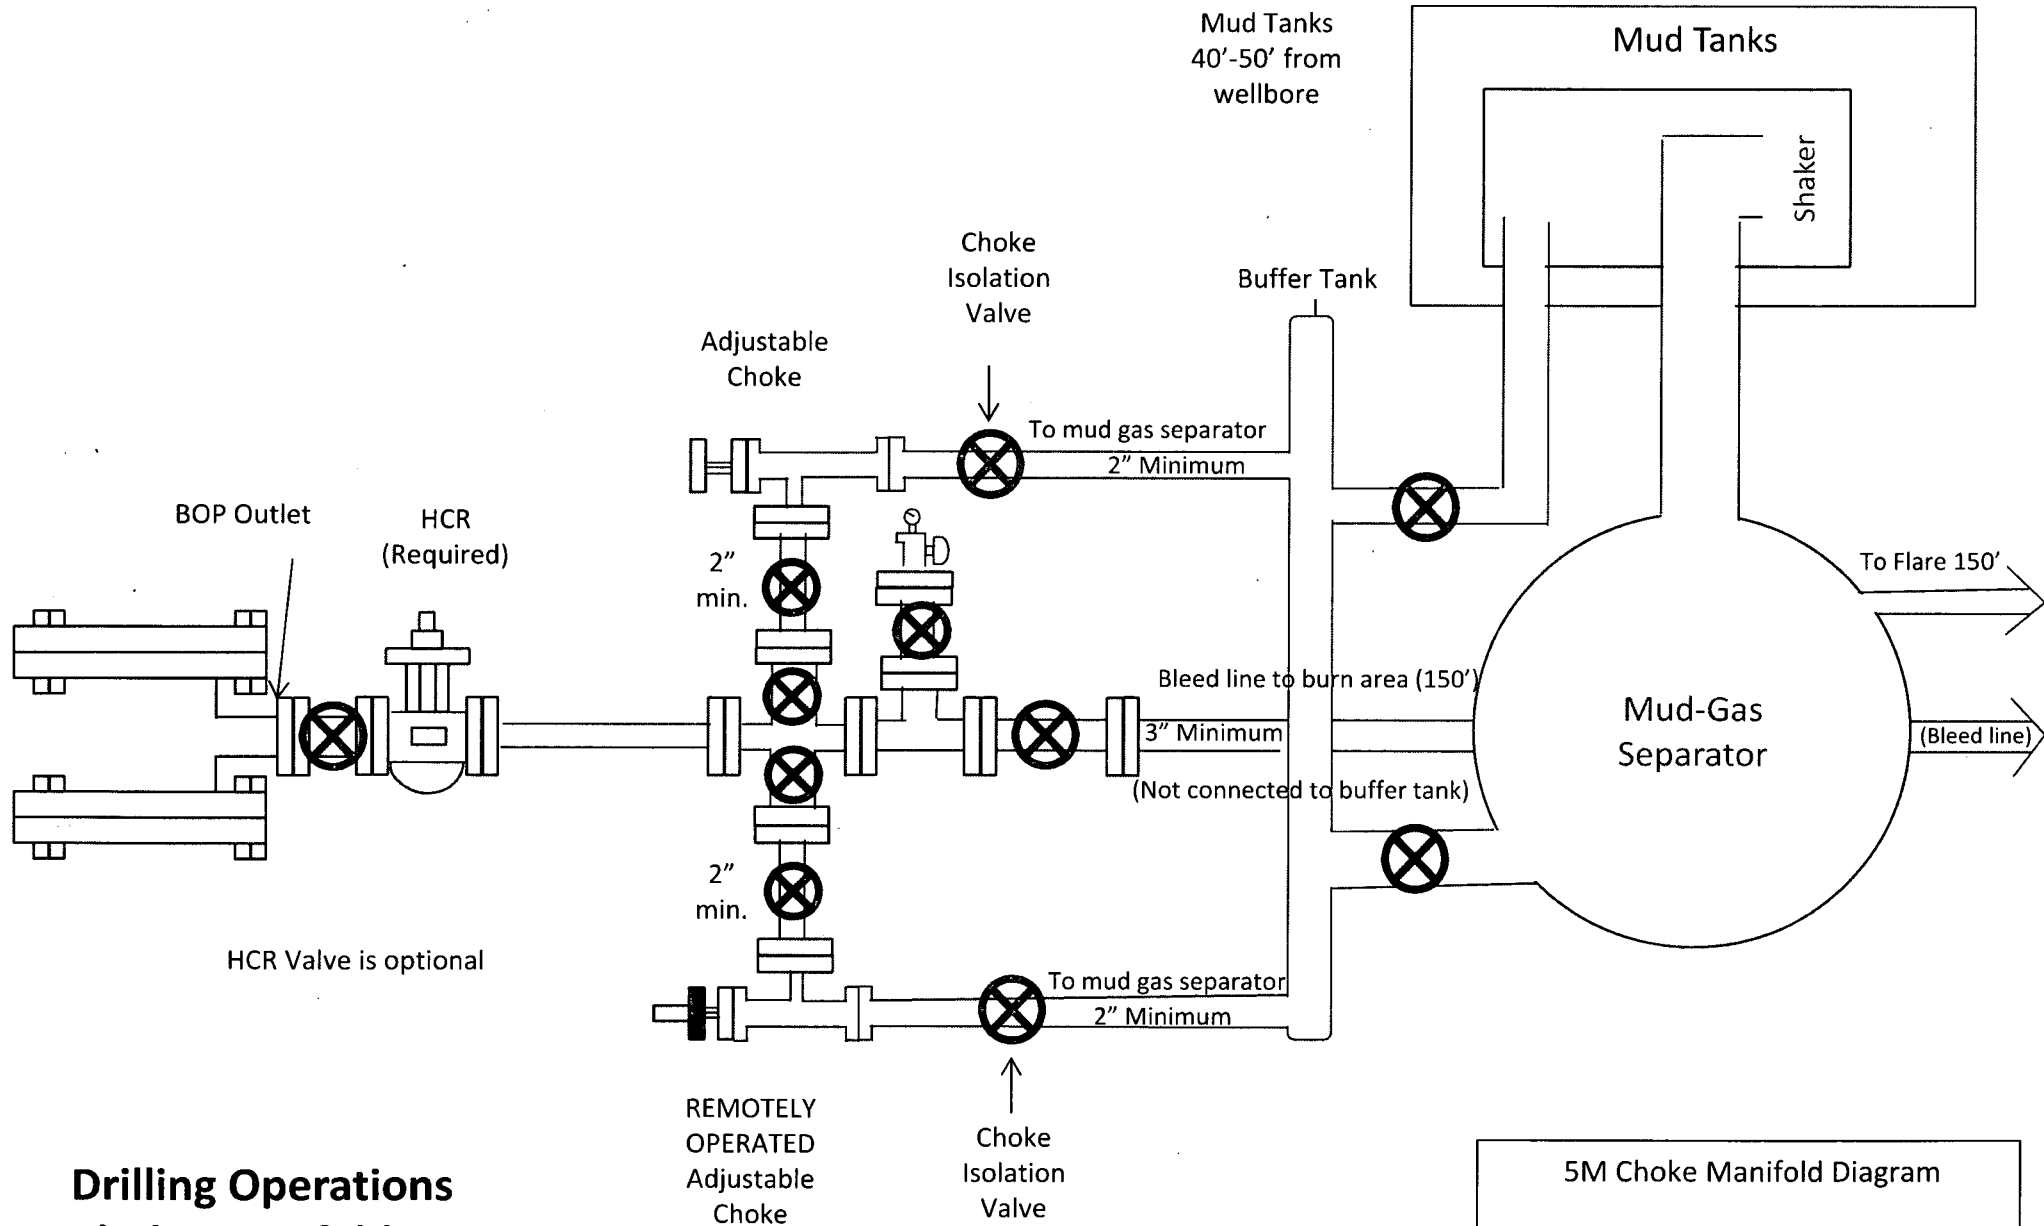 Mud Tanks
40'-50' from
wellbore
Mud Tanks
Shaker
Choke
Isolation
Valve
Buffer Tank
Adjustable
Choke
To mud gas separator
2” Minimum
BOP Outlet
HCR
(Required)
2”
min.
To Flare 150'
Bleed line to burn area (150')
3” Minimum
(Not connected to buffer tank)
Mud-Gas
Separator
(Bleed line)
2”
min.
HCR Valve is optional
To mud gas separator
2” Minimum
REMOTELY
OPERATED
Adjustable
Choke
Choke
Isolation
Valve
Drilling Operations
5M Choke Manifold Diagram